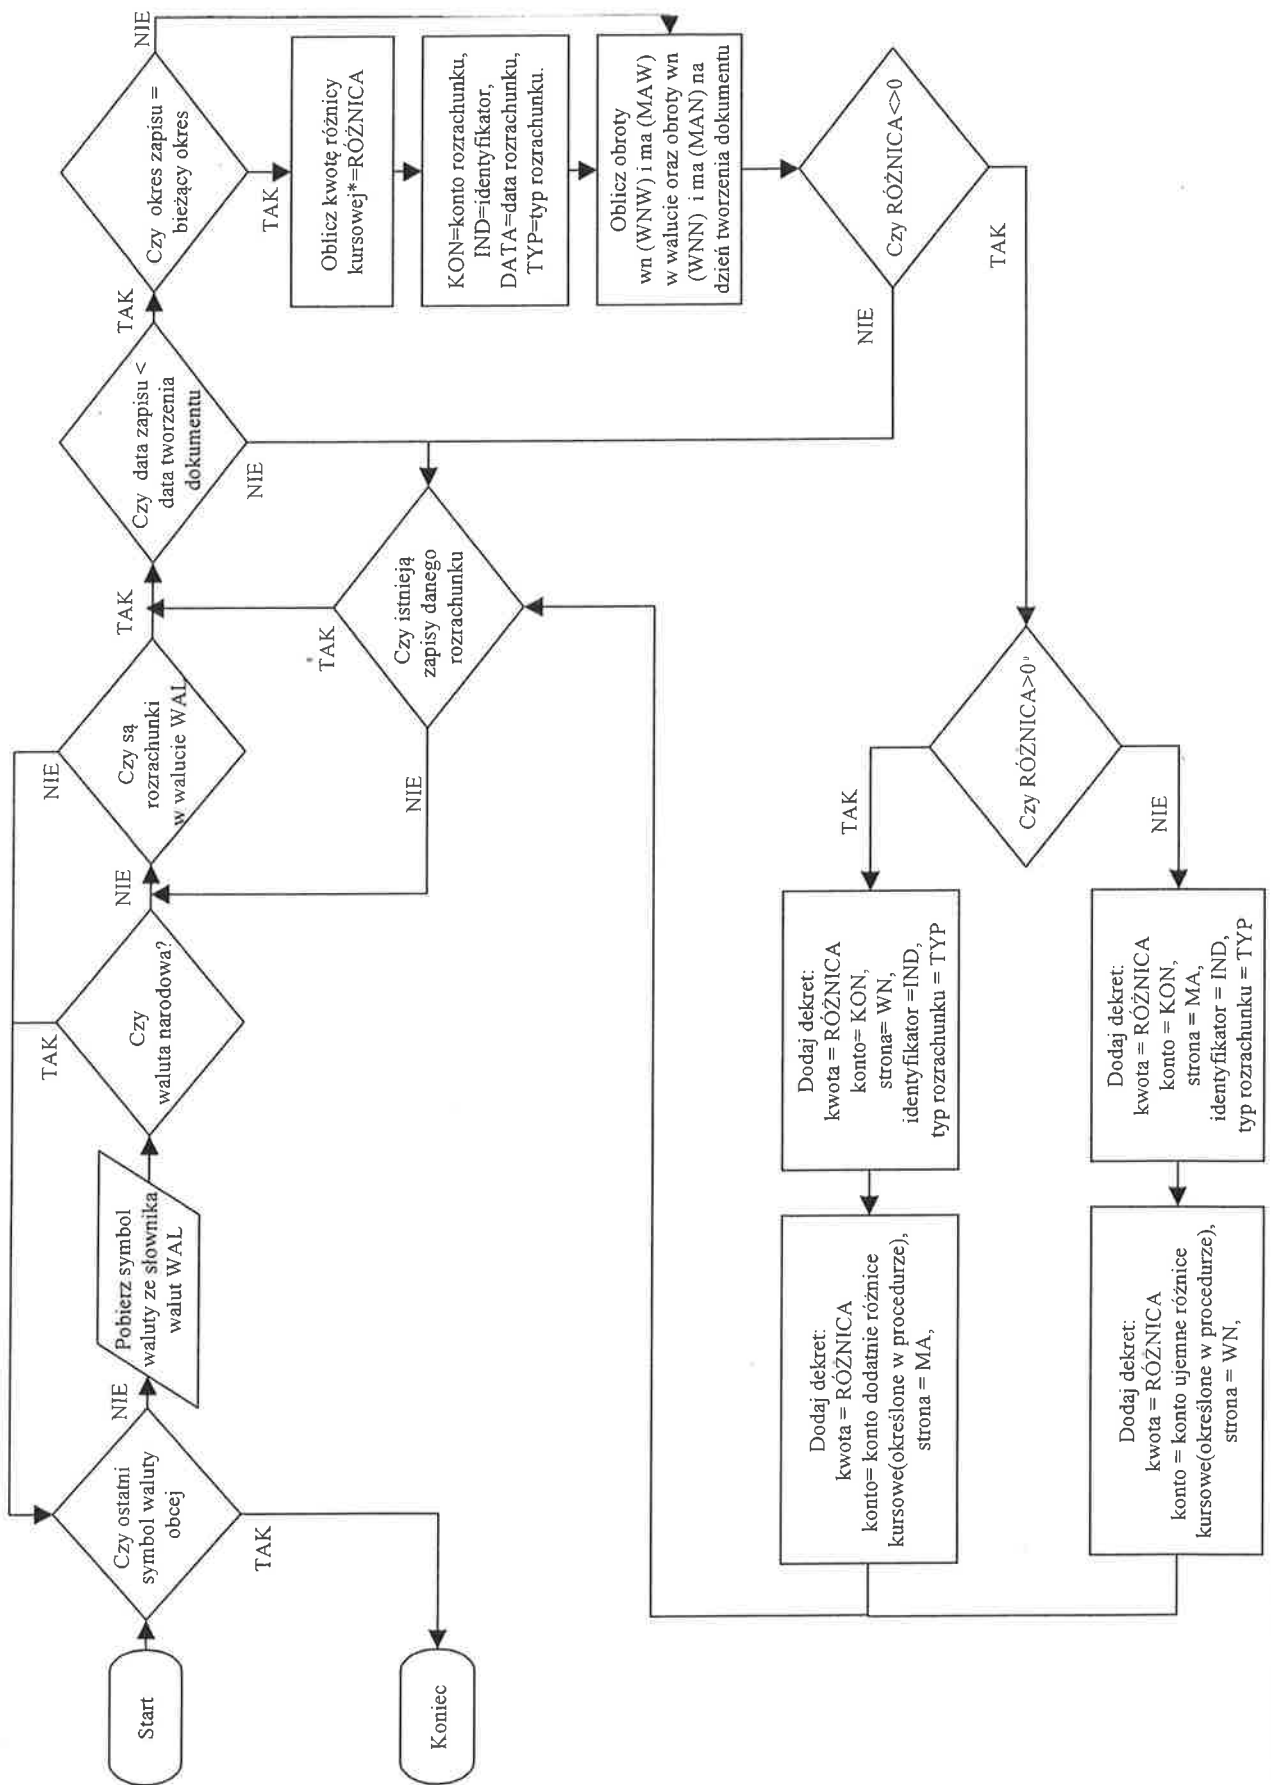 Start
Czy ostatni
symbol waluty
obcej
NIE
TAK
Koniec
Pobierz symbol
waluty ze słownika
walut WAL
Czy
waluta narodowa?
TAK
NIE
Czy są
rozrachunki
w walucie WAL
NIE
TAK
Czy data zapisu <
data tworzenia
dokumentu
TAK
NIE
Czy okres zapisu =
bieżący okres
NIE
TAK
Oblicz kwotę różnicy
kursowej*=RÓŻNICA
KON=konto rozrachunku,
IND=identyfikator,
DATA=data rozrachunku,
TYP=typ rozrachunku.
Oblicz obroty
wn (WNW) i ma (MAW)
w walucie oraz obroty wn
(WNN) i ma (MAN) na
dzień tworzenia dokumentu
Czy RÓŻNICA<>0
NIE
TAK
Czy istnieją
zapisy danego
rozrachunku
TAK
NIE
Czy RÓŻNICA>0
TAK
NIE
Dodaj dekret:
kwota = RÓŻNICA
konto= KON,
strona= WN,
identyfikator =IND,
typ rozrachunku = TYP
Dodaj dekret:
kwota = RÓŻNICA
konto= konto dodatnie różnice
kursowe(określone w procedurze),
strona = MA,
Dodaj dekret:
kwota = RÓŻNICA
konto = KON,
strona = MA,
identyfikator = IND,
typ rozrachunku = TYP
Dodaj dekret:
kwota = RÓŻNICA
konto = konto ujemne różnice
kursowe(określone w procedurze),
strona = WN,